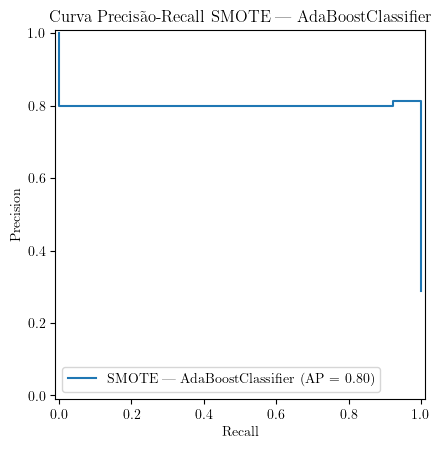 Curva Precisão-Recall SMOTE — AdaBoostClassifier
1.0
0.8
0.6
0.4
0.2
0.0
Precision
SMOTE — AdaBoostClassifier (AP = 0.80)
0.0 0.2 0.4 0.6 0.8 1.0
Recall